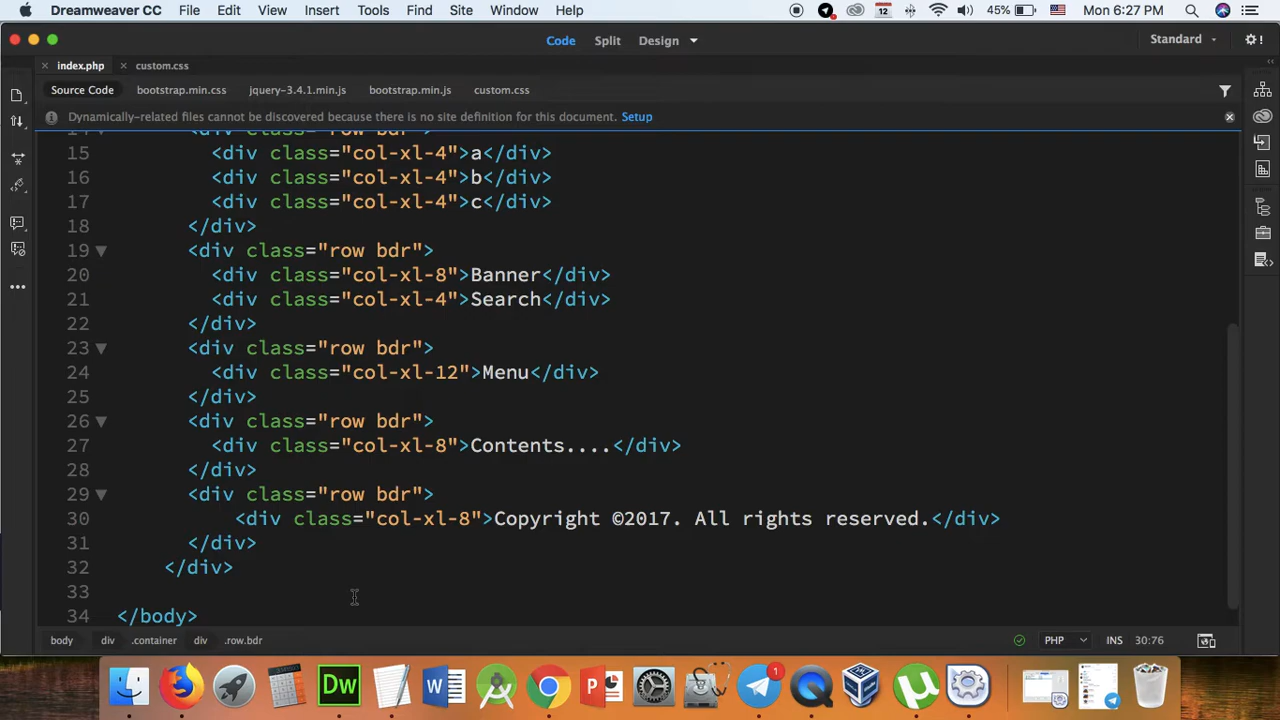 Dreamweaver CC File Edit View Insert Tools Find Site Window Help 12 45% Mon 6:27 PM
Code Split Design Standard
index.php custom.css
Source Code bootstrap.min.css jquery-3.4.1.min.js bootstrap.min.js custom.css
Dynamically-related files cannot be discovered because there is no site definition for this document. Setup
14 <div class="row bdr">
15 <div class="col-xl-4">a</div>
16 <div class="col-xl-4">b</div>
17 <div class="col-xl-4">c</div>
18 </div>
19 <div class="row bdr">
20 <div class="col-xl-8">Banner</div>
21 <div class="col-xl-4">Search</div>
22 </div>
23 <div class="row bdr">
24 <div class="col-xl-12">Menu</div>
25 </div>
26 <div class="row bdr">
27 <div class="col-xl-8">Contents....</div>
28 </div>
29 <div class="row bdr">
30 <div class="col-xl-8">Copyright ©2017. All rights reserved.</div>
31 </div>
32 </div>
33
34 </body>
body div .container div .row.bdr PHP INS 30:76
Dw W P 1 µ